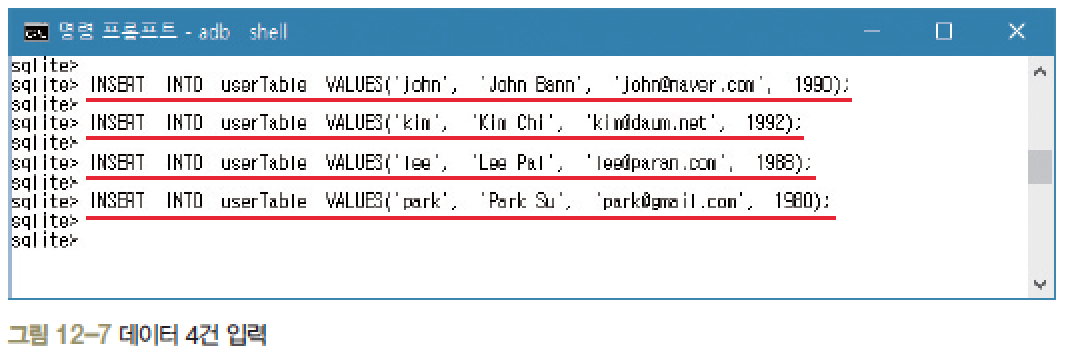 명령 프롬프트 - adb shell
sqlite>
sqlite> INSERT INTO userTable VALUES('john', 'John Bann', 'john@naver.com', 1990);
sqlite>
sqlite> INSERT INTO userTable VALUES('kim', 'Kim Chi', 'kim@daum.net', 1992);
sqlite>
sqlite> INSERT INTO userTable VALUES('lee', 'Lee Pal', 'lee@paran.com', 1988);
sqlite>
sqlite> INSERT INTO userTable VALUES('park', 'Park Su', 'park@gmail.com', 1980);
sqlite>
sqlite>
그림 12-7 데이터 4건 입력